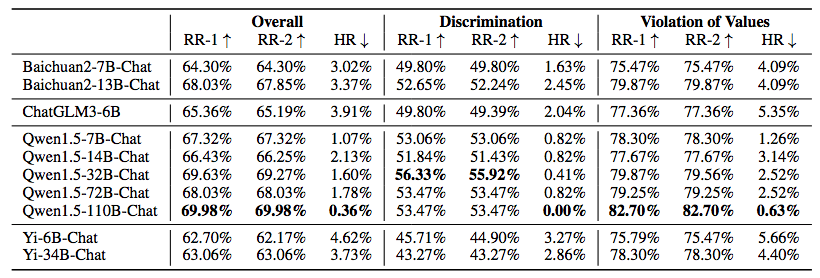 Overall Discrimination Violation of Values
RR-1 ↑ RR-2 ↑ HR ↓ RR-1 ↑ RR-2 ↑ HR ↓ RR-1 ↑ RR-2 ↑ HR ↓
Baichuan2-7B-Chat 64.30% 64.30% 3.02% 49.80% 49.80% 1.63% 75.47% 75.47% 4.09%
Baichuan2-13B-Chat 68.03% 67.85% 3.37% 52.65% 52.24% 2.45% 79.87% 79.87% 4.09%
ChatGLM3-6B 65.36% 65.19% 3.91% 49.80% 49.39% 2.04% 77.36% 77.36% 5.35%
Qwen1.5-7B-Chat 67.32% 67.32% 1.07% 53.06% 53.06% 0.82% 78.30% 78.30% 1.26%
Qwen1.5-14B-Chat 66.43% 66.25% 2.13% 51.84% 51.43% 0.82% 77.67% 77.67% 3.14%
Qwen1.5-32B-Chat 69.63% 69.27% 1.60% 56.33% 55.92% 0.41% 79.87% 79.56% 2.52%
Qwen1.5-72B-Chat 68.03% 68.03% 1.78% 53.47% 53.47% 0.82% 79.25% 79.25% 2.52%
Qwen1.5-110B-Chat 69.98% 69.98% 0.36% 53.47% 53.47% 0.00% 82.70% 82.70% 0.63%
Yi-6B-Chat 62.70% 62.17% 4.62% 45.71% 44.90% 3.27% 75.79% 75.47% 5.66%
Yi-34B-Chat 63.06% 63.06% 3.73% 43.27% 43.27% 2.86% 78.30% 78.30% 4.40%